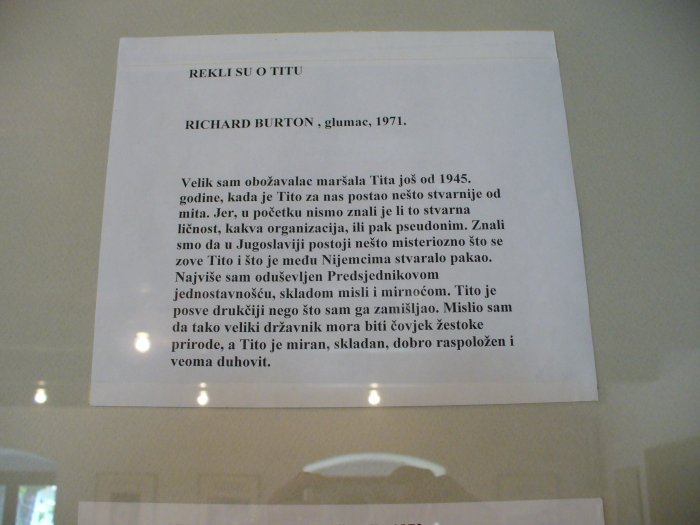 REKLI SU O TITU
RICHARD BURTON , glumac, 1971.
Velik sam obožavalac maršala Tita još od 1945.
godine, kada je Tito za nas postao nešto stvarnije od
mita. Jer, u početku nismo znali je li to stvarna
ličnost, kakva organizacija, ili pak pseudonim. Znali
smo da u Jugoslaviji postoji nešto misteriozno što se
zove Tito i što je među Nijemcima stvaralo pakao.
Najviše sam oduševljen Predsjednikovom
jednostavnošću, skladom misli i mirnoćom. Tito je
posve drukčiji nego što sam ga zamišljao. Mislio sam
da tako veliki državnik mora biti čovjek žestoke
prirode, a Tito je miran, skladan, dobro raspoložen i
veoma duhovit.